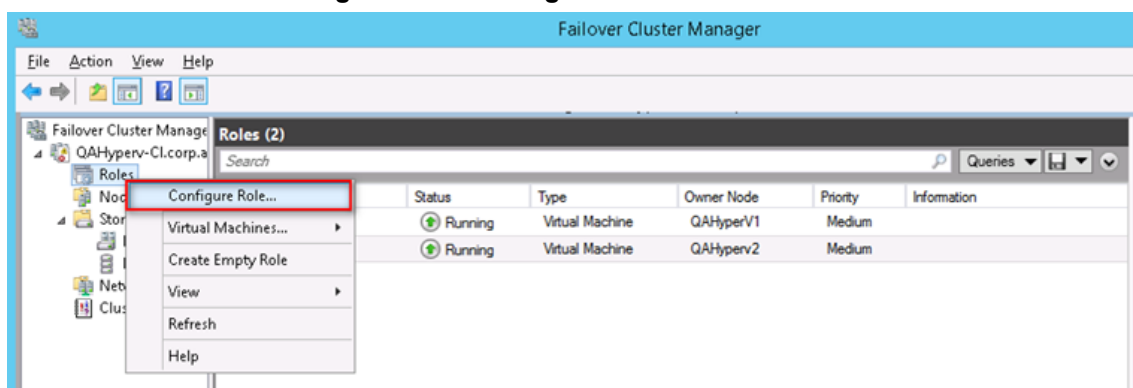 Failover Cluster Manager
File Action View Help
Failover Cluster Manage
QAHyperv-Cl.corp.a
Roles
Noc
Stor
Net
Clus
Configure Role...
Virtual Machines...
Create Empty Role
View
Refresh
Help
Roles (2)
Search
Queries
Status Type Owner Node Priority Information
Running Virtual Machine QAHyperV1 Medium
Running Virtual Machine QAHyperv2 Medium